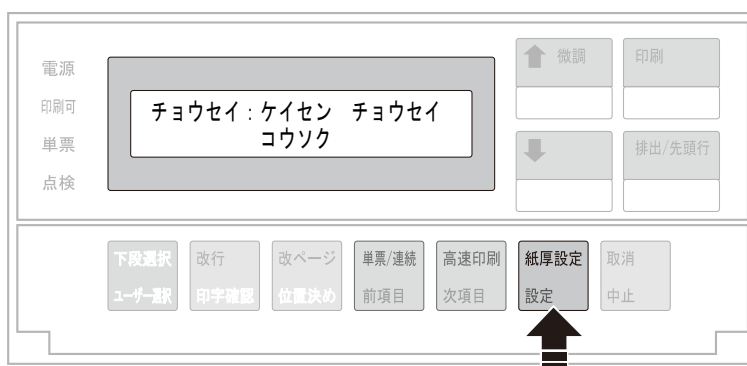 電源
印刷可
単票
点検
チョウセイ：ケイセン　チョウセイ
コウソク
微調
印刷
排出/先頭行
下段選択
ユーザー選択
改行
印字確認
改ページ
位置決め
単票/連続
前項目
高速印刷
次項目
紙厚設定
設定
取消
中止